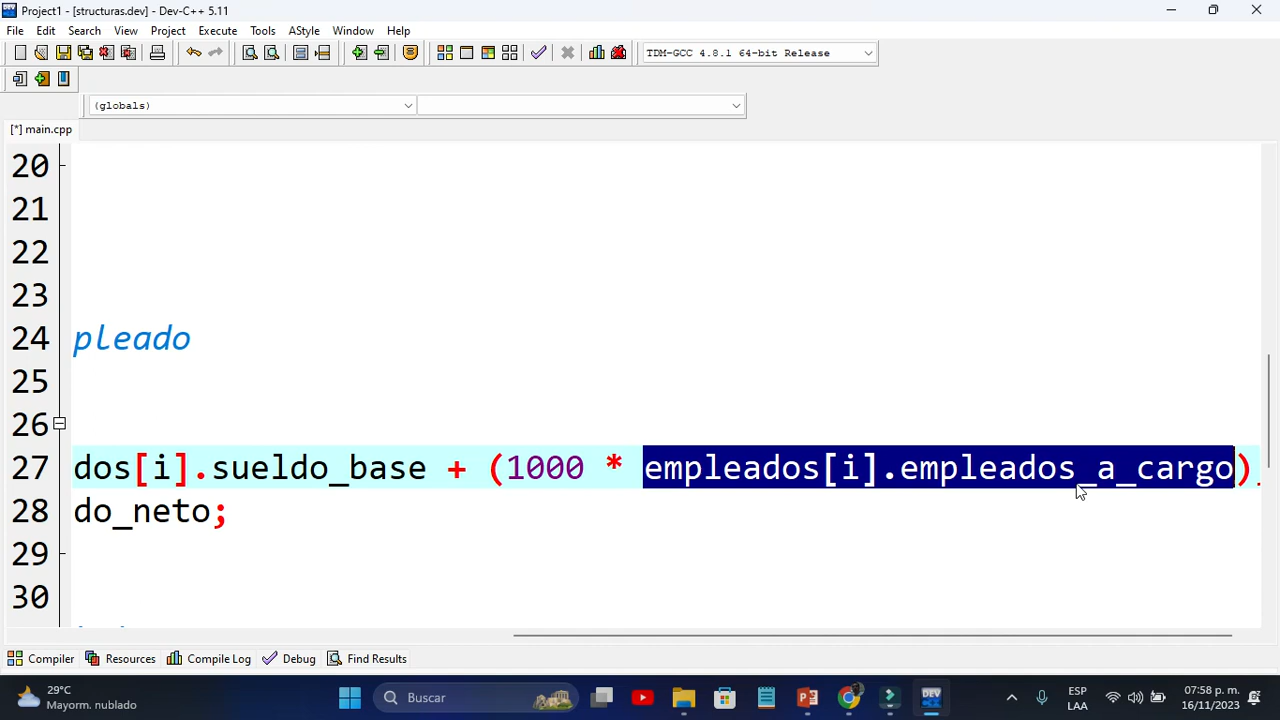 Project1 - [structuras.dev] - Dev-C++ 5.11
File Edit Search View Project Execute Tools AStyle Window Help
TDM-GCC 4.8.1 64-bit Release
(globals)
[*] main.cpp
20
21
22
23
24 pleado
25
26
27 dos[i].sueldo_base + (1000 * empleados[i].empleados_a_cargo)
28 do_neto;
29
30
Compiler Resources Compile Log Debug Find Results
29°C
Mayorm. nublado
Buscar
DEV
ESP
LAA
07:58 p. m.
16/11/2023